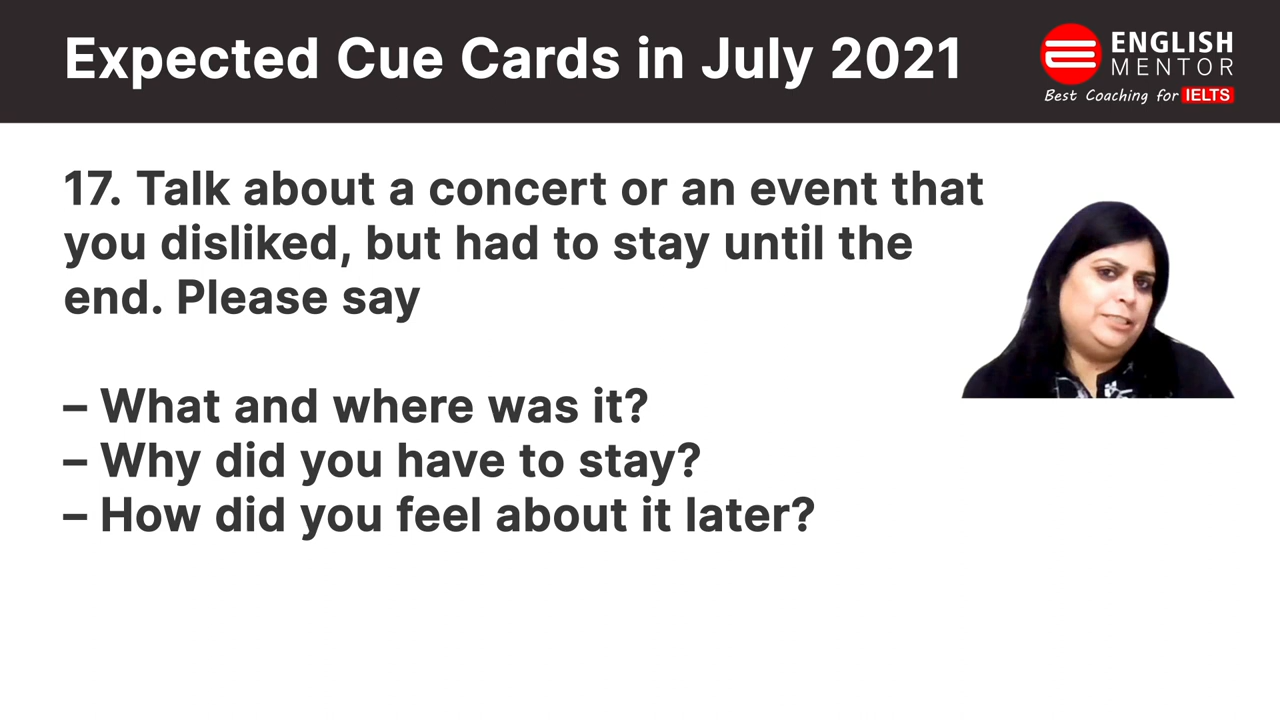 Expected Cue Cards in July 2021
ENGLISH
MENTOR
Best Coaching for IELTS
17. Talk about a concert or an event that
you disliked, but had to stay until the
end. Please say
– What and where was it?
– Why did you have to stay?
– How did you feel about it later?